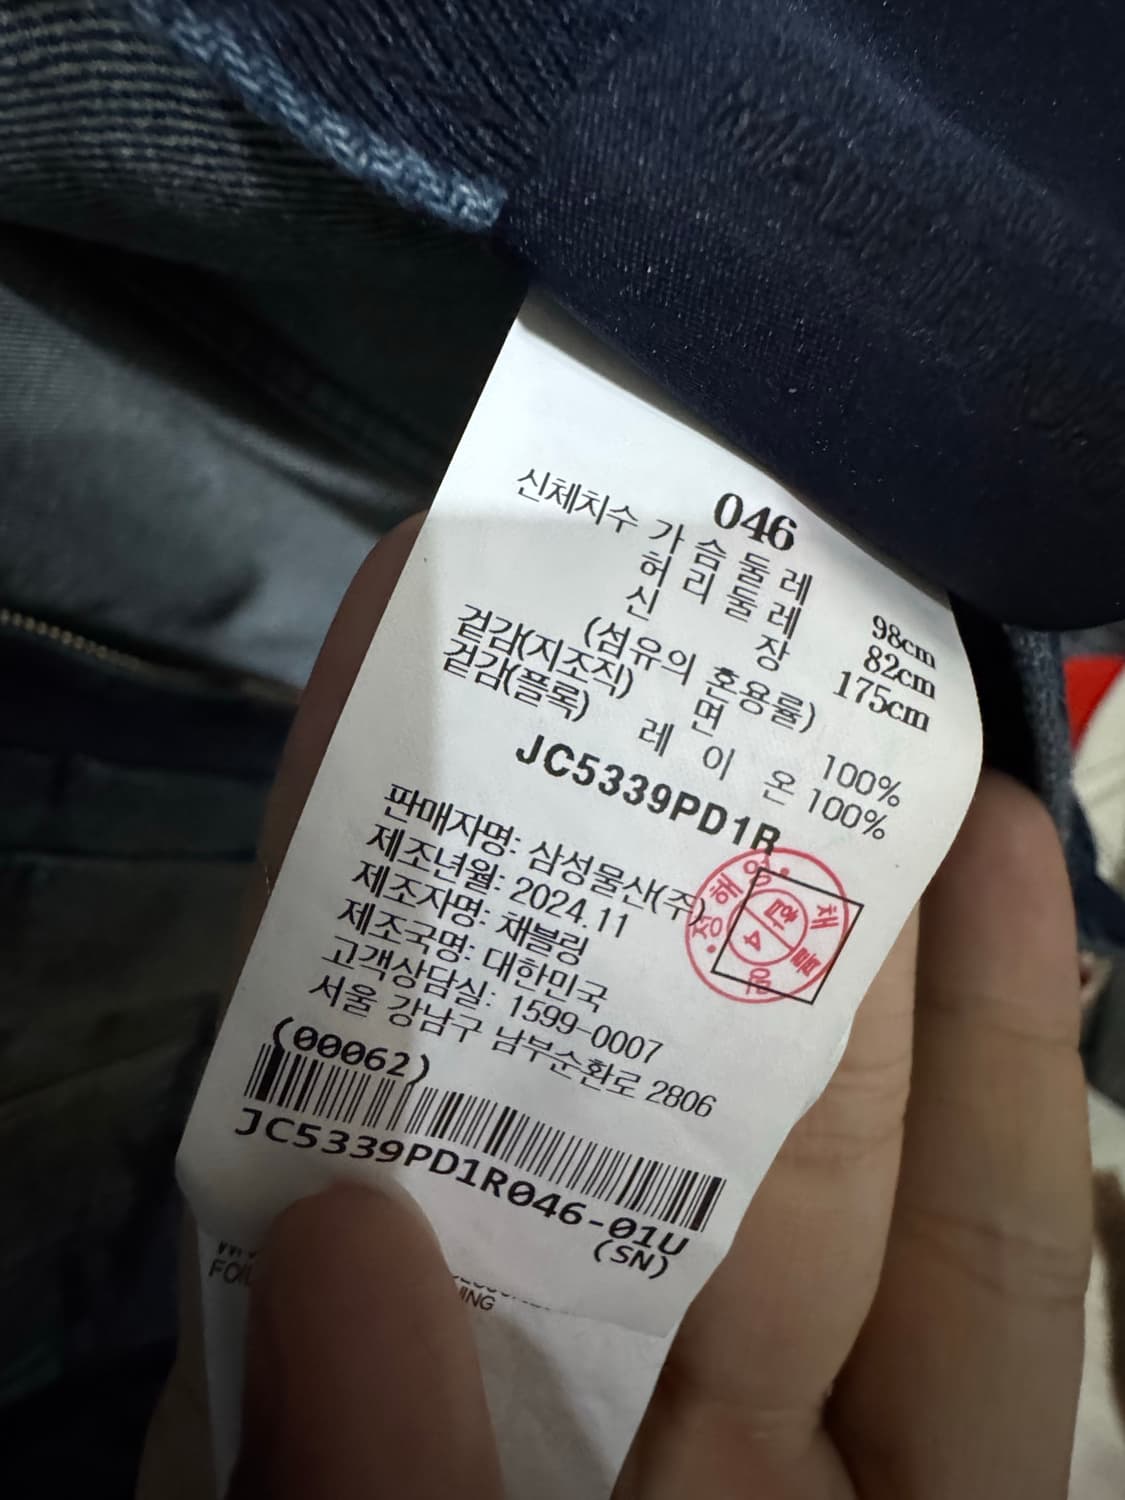 046
신체치수 가 슴 둘 레 98cm
허 리 둘 레 82cm
신 장 175cm
(섬유의 혼용률)
겉감(지조직) 면 100%
겉감(플록) 레 이 온 100%
JC5339PD1R
판매자명: 삼성물산(주)
제조년월: 2024.11
제조자명: 채블링
제조국명: 대한민국
고객상담실: 1599-0007
서울 강남구 남부순환로 2806
(00062)
JC5339PD1R046-01U
(SN)